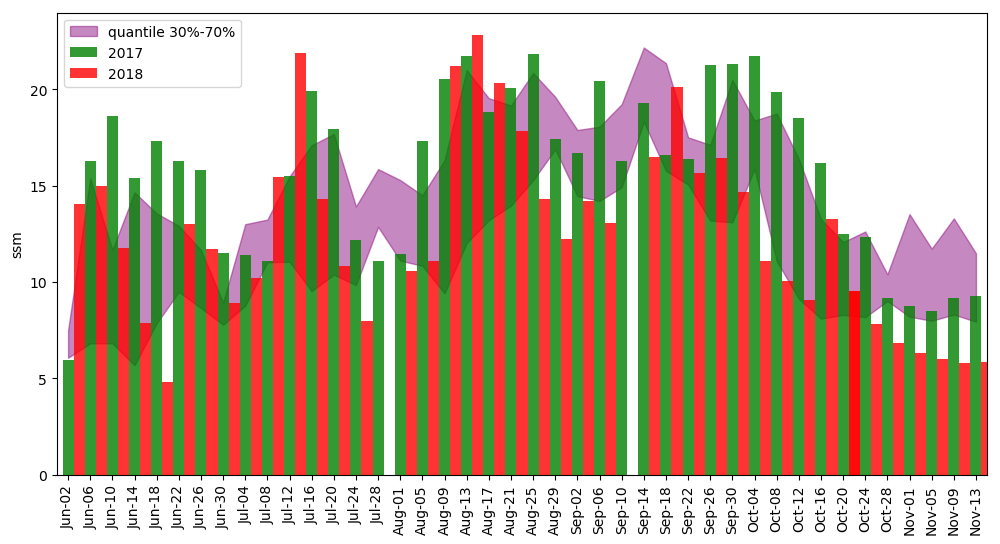 quantile 30%-70%
2017
2018
ssm
20
15
10
5
0
Jun-02
Jun-06
Jun-10
Jun-14
Jun-18
Jun-22
Jun-26
Jun-30
Jul-04
Jul-08
Jul-12
Jul-16
Jul-20
Jul-24
Jul-28
Aug-01
Aug-05
Aug-09
Aug-13
Aug-17
Aug-21
Aug-25
Aug-29
Sep-02
Sep-06
Sep-10
Sep-14
Sep-18
Sep-22
Sep-26
Sep-30
Oct-04
Oct-08
Oct-12
Oct-16
Oct-20
Oct-24
Oct-28
Nov-01
Nov-05
Nov-09
Nov-13